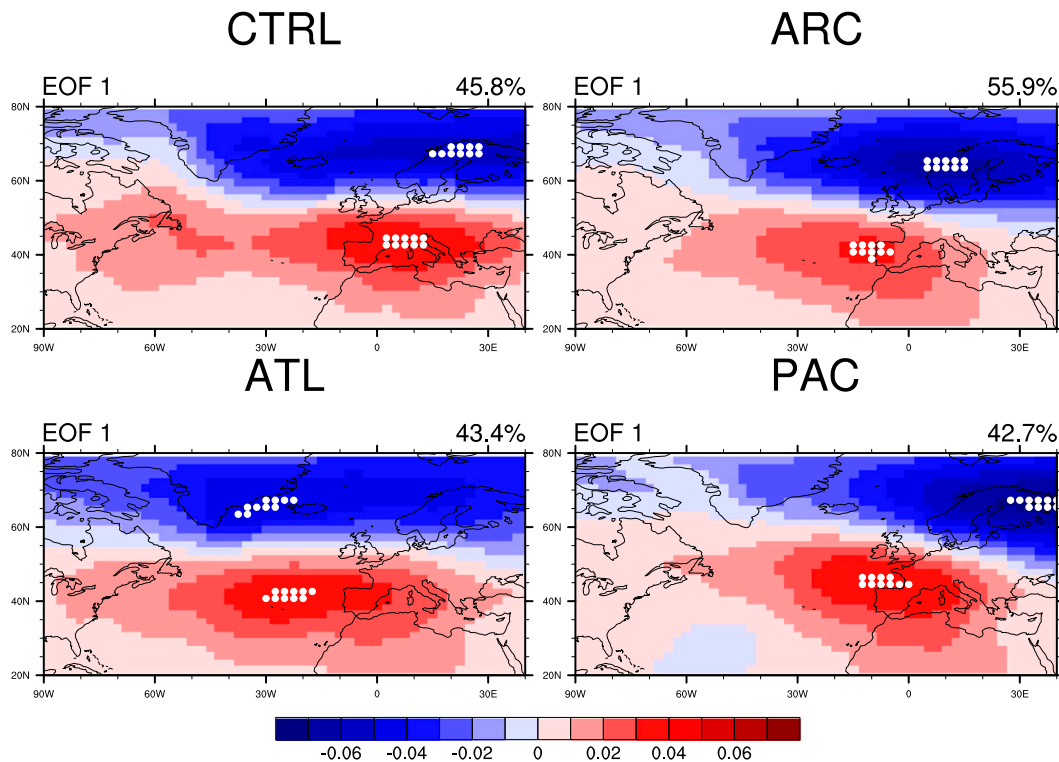 CTRL
ARC
EOF 1 45.8%
EOF 1 55.9%
80N
60N
40N
20N
90W 60W 30W 0 30E
80N
60N
40N
20N
90W 60W 30W 0 30E
ATL
PAC
EOF 1 43.4%
EOF 1 42.7%
80N
60N
40N
20N
90W 60W 30W 0 30E
80N
60N
40N
20N
90W 60W 30W 0 30E
-0.06 -0.04 -0.02 0 0.02 0.04 0.06